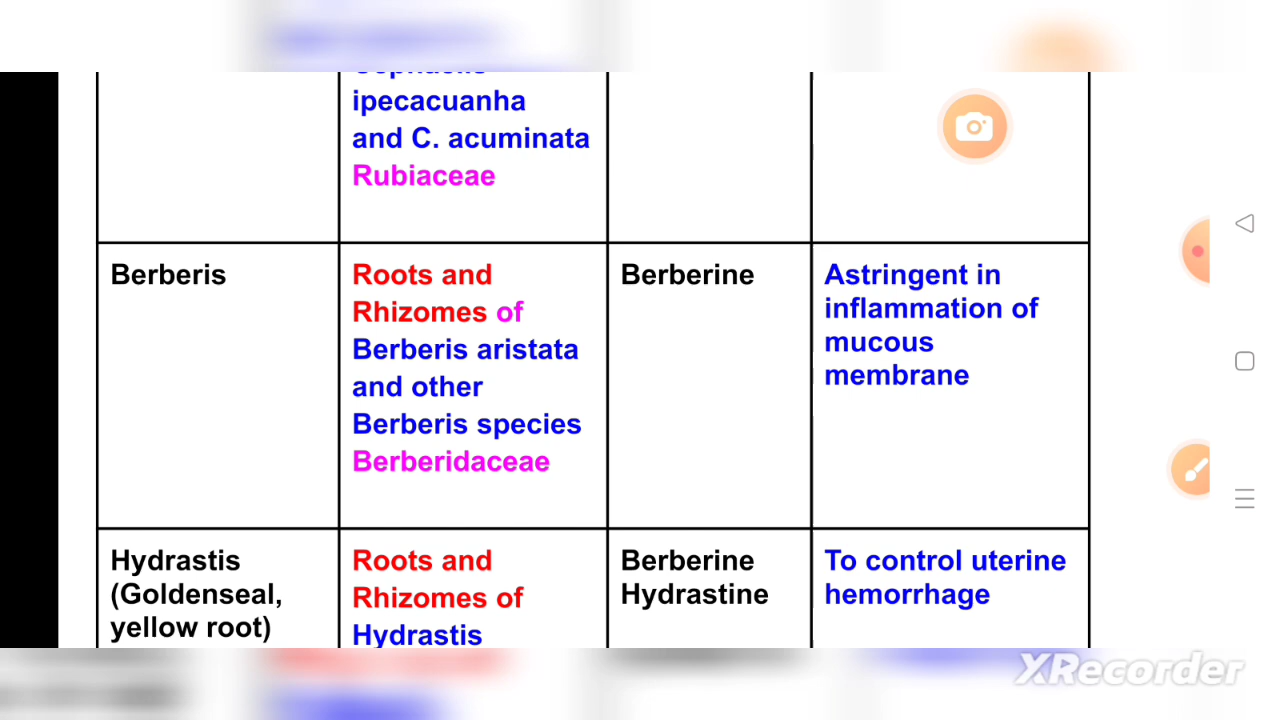 ipecacuanha
and C. acuminata
Rubiaceae
Berberis
Roots and
Rhizomes of
Berberis aristata
and other
Berberis species
Berberidaceae
Berberine
Astringent in
inflammation of
mucous
membrane
Hydrastis
(Goldenseal,
yellow root)
Roots and
Rhizomes of
Hydrastis
Berberine
Hydrastine
To control uterine
hemorrhage
XRecorder